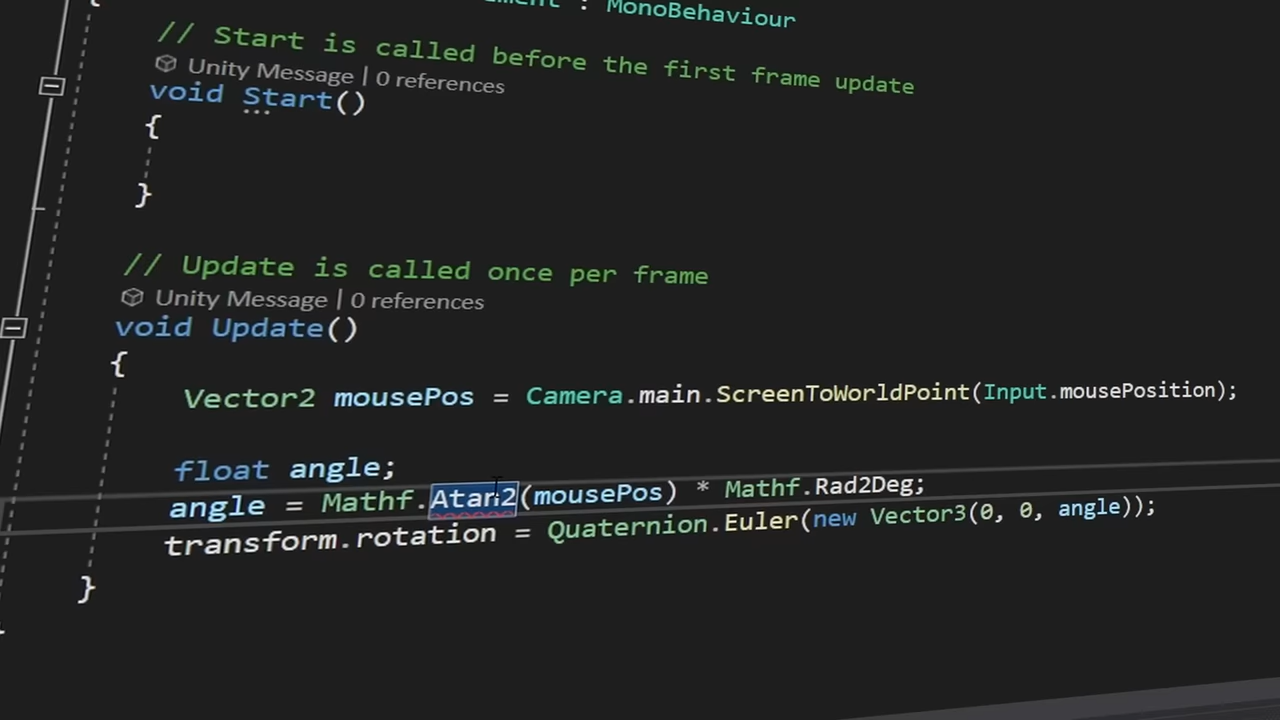 : MonoBehaviour
// Start is called before the first frame update
Unity Message | 0 references
void Start()
{
}
// Update is called once per frame
Unity Message | 0 references
void Update()
{
Vector2 mousePos = Camera.main.ScreenToWorldPoint(Input.mousePosition);
float angle;
angle = Mathf.Atan2(mousePos) * Mathf.Rad2Deg;
transform.rotation = Quaternion.Euler(new Vector3(0, 0, angle));
}